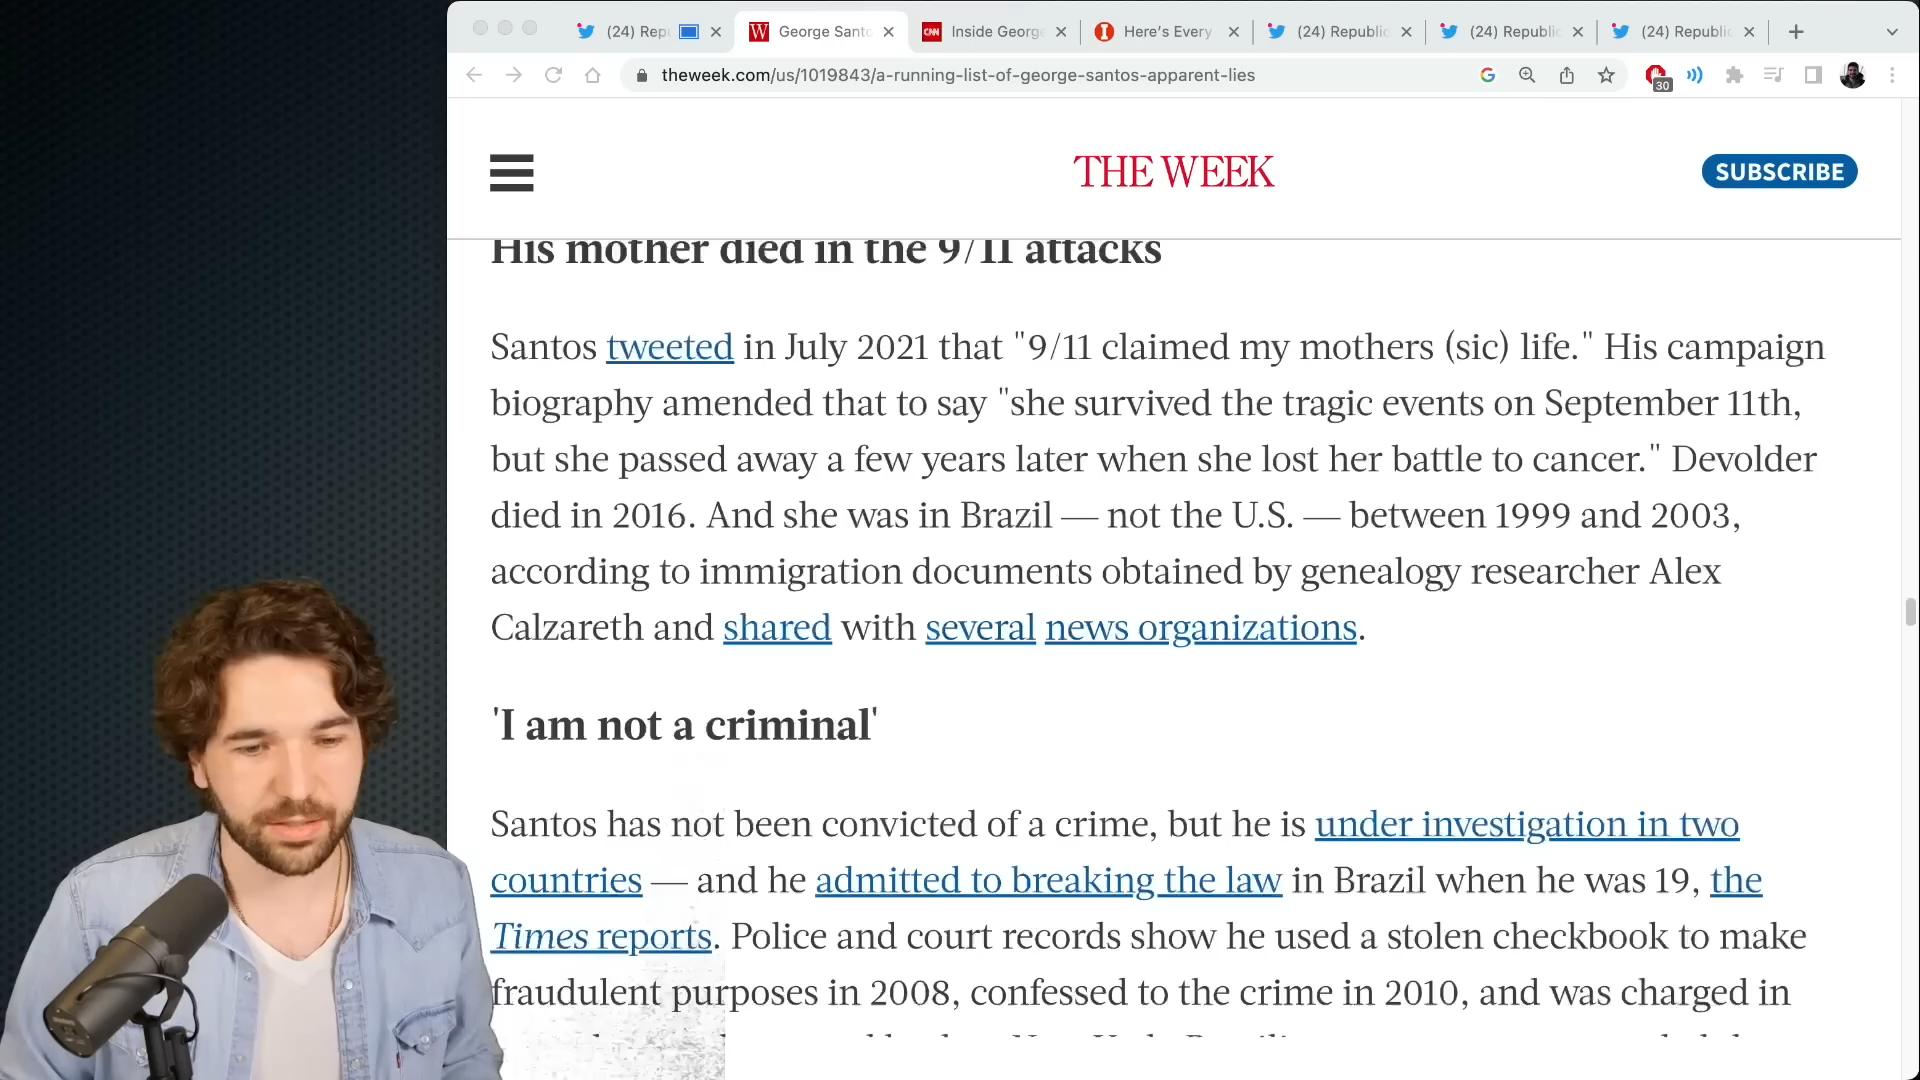 (24) Rep
George Santo
CNN
Inside George
Here's Every
(24) Republic
(24) Republic
(24) Republic
theweek.com/us/1019843/a-running-list-of-george-santos-apparent-lies
30
THE WEEK
SUBSCRIBE
His mother died in the 9/11 attacks
Santos tweeted in July 2021 that "9/11 claimed my mothers (sic) life." His campaign
biography amended that to say "she survived the tragic events on September 11th,
but she passed away a few years later when she lost her battle to cancer." Devolder
died in 2016. And she was in Brazil — not the U.S. — between 1999 and 2003,
according to immigration documents obtained by genealogy researcher Alex
Calzareth and shared with several news organizations.
'I am not a criminal'
Santos has not been convicted of a crime, but he is under investigation in two
countries — and he admitted to breaking the law in Brazil when he was 19, the
Times reports. Police and court records show he used a stolen checkbook to make
fraudulent purposes in 2008, confessed to the crime in 2010, and was charged in